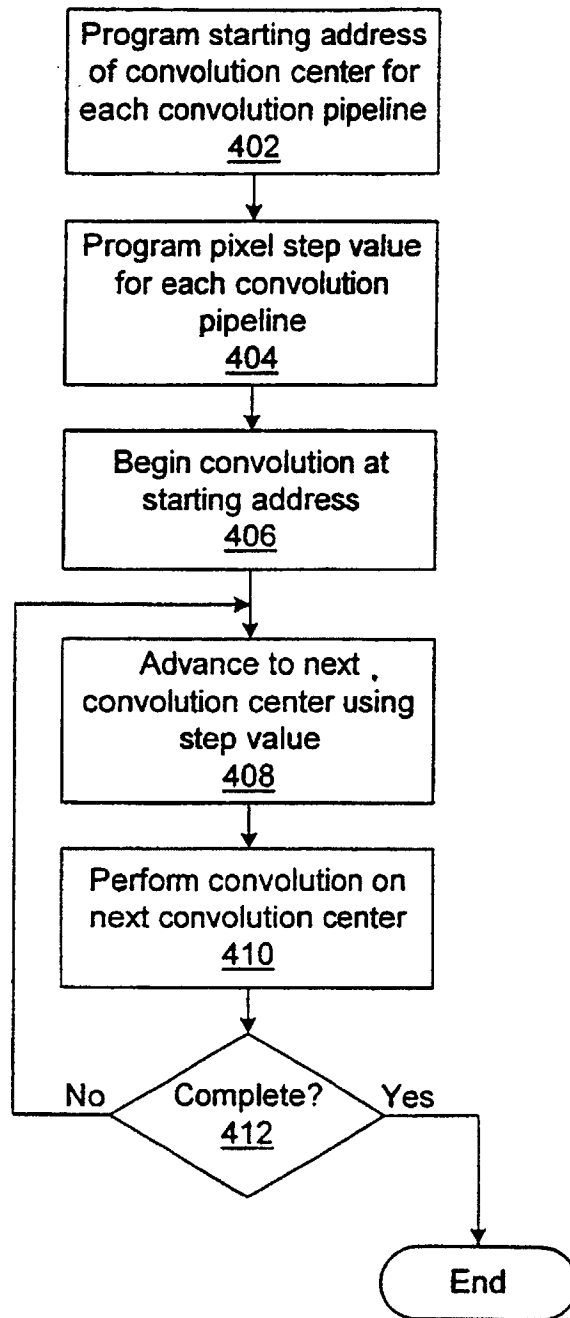 Program starting address
of convolution center for
each convolution pipeline
402
Program pixel step value
for each convolution
pipeline
404
Begin convolution at
starting address
406
Advance to next
convolution center using
step value
408
Perform convolution on
next convolution center
410
No
Complete?
Yes
412
End